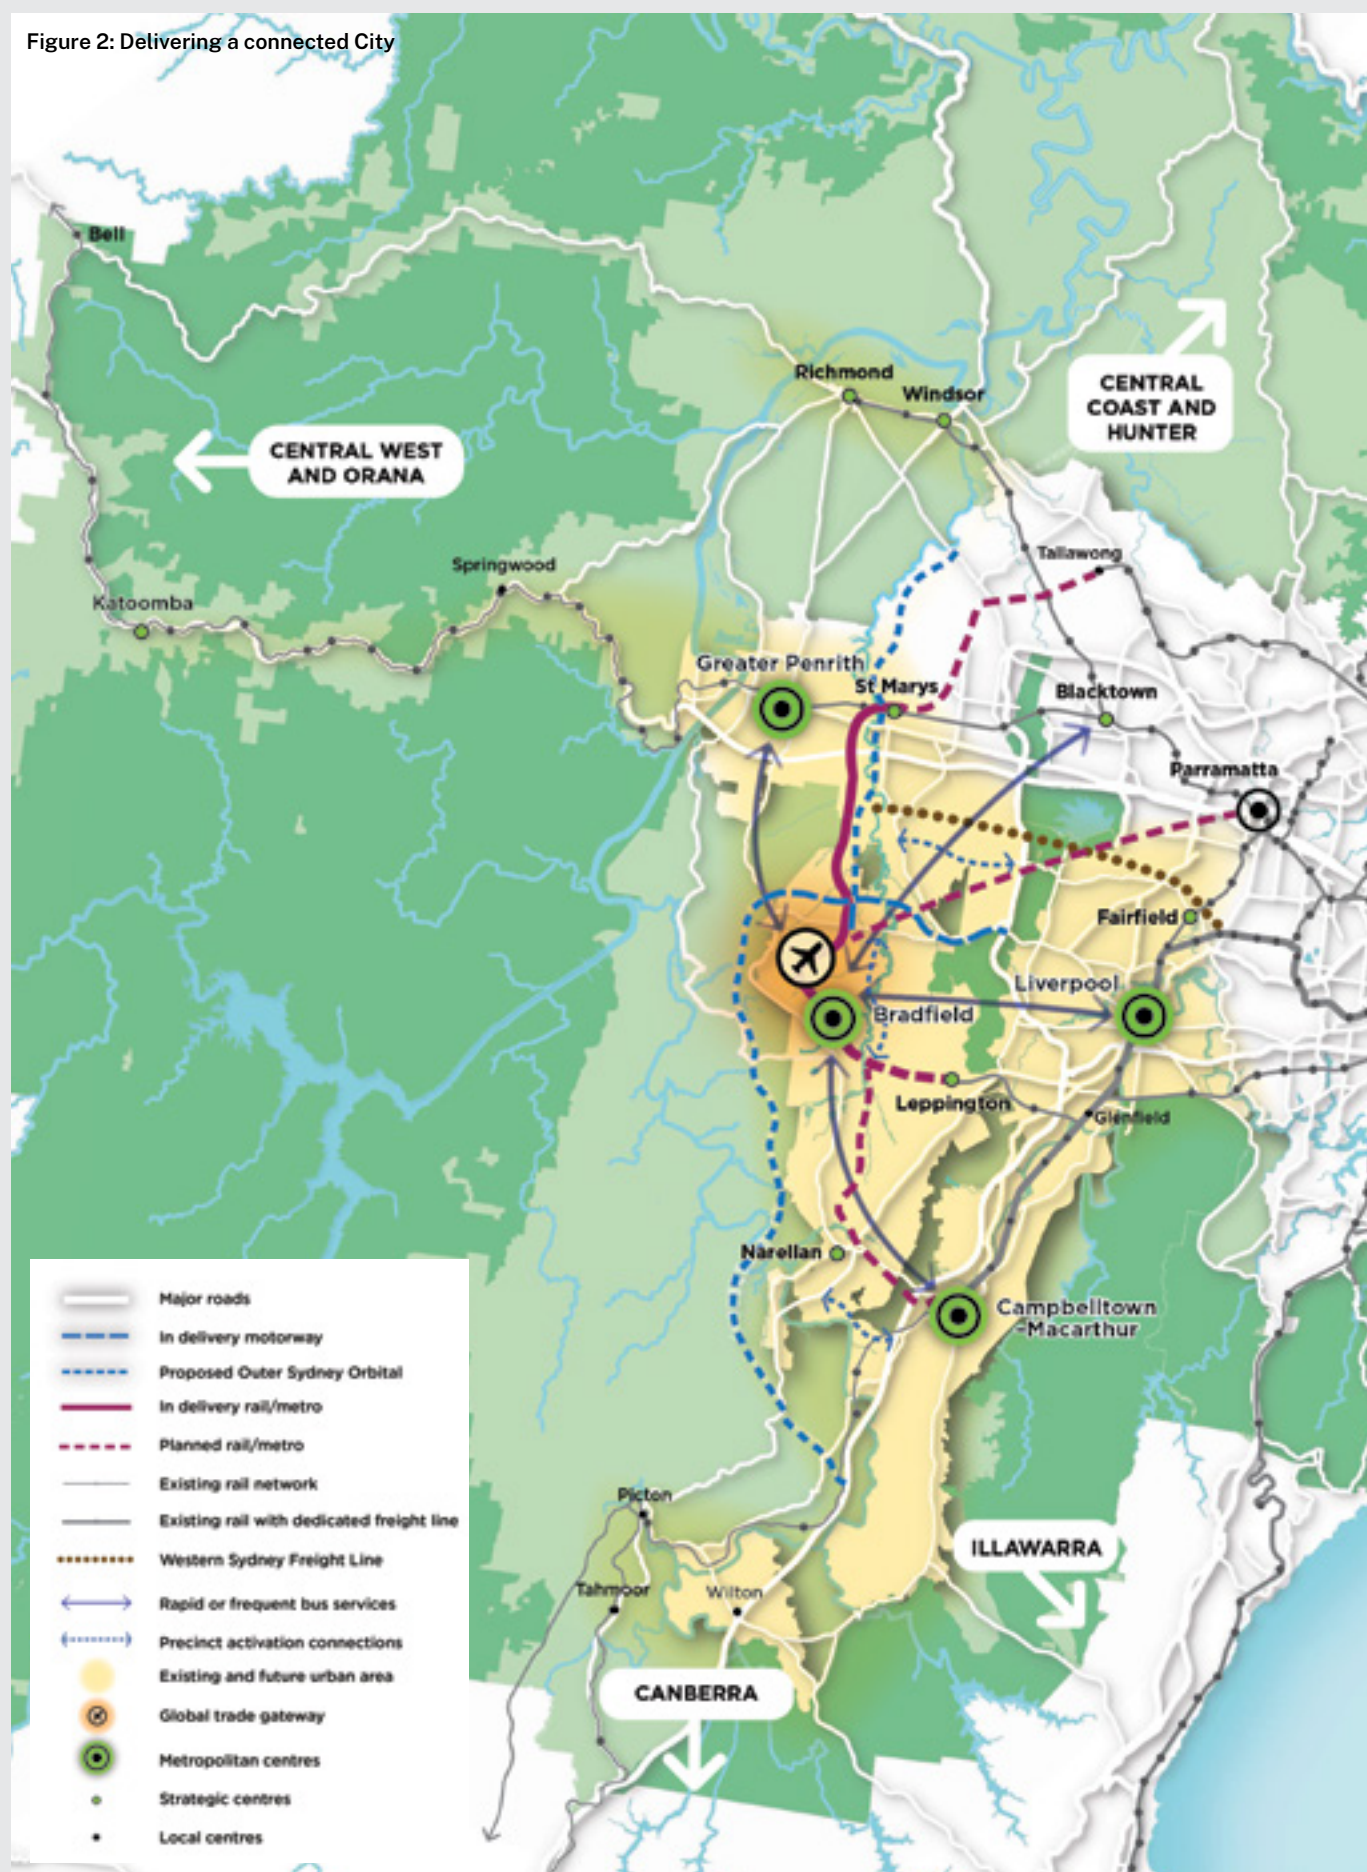 Figure 2: Delivering a connected City
Bell
Richmond
Windsor
CENTRAL
COAST AND
HUNTER
CENTRAL WEST
AND ORANA
Tallawong
Springwood
Katoomba
Greater Penrith
St Marys
Blacktown
Parramatta
Fairfield
Liverpool
Bradfield
Leppington
Glenfield
Narellan
Campbelltown
-Macarthur
Picton
ILLAWARRA
Tahmoor
Wilton
CANBERRA
Major roads
In delivery motorway
Proposed Outer Sydney Orbital
In delivery rail/metro
Planned rail/metro
Existing rail network
Existing rail with dedicated freight line
Western Sydney Freight Line
Rapid or frequent bus services
Precinct activation connections
Existing and future urban area
Global trade gateway
Metropolitan centres
Strategic centres
Local centres